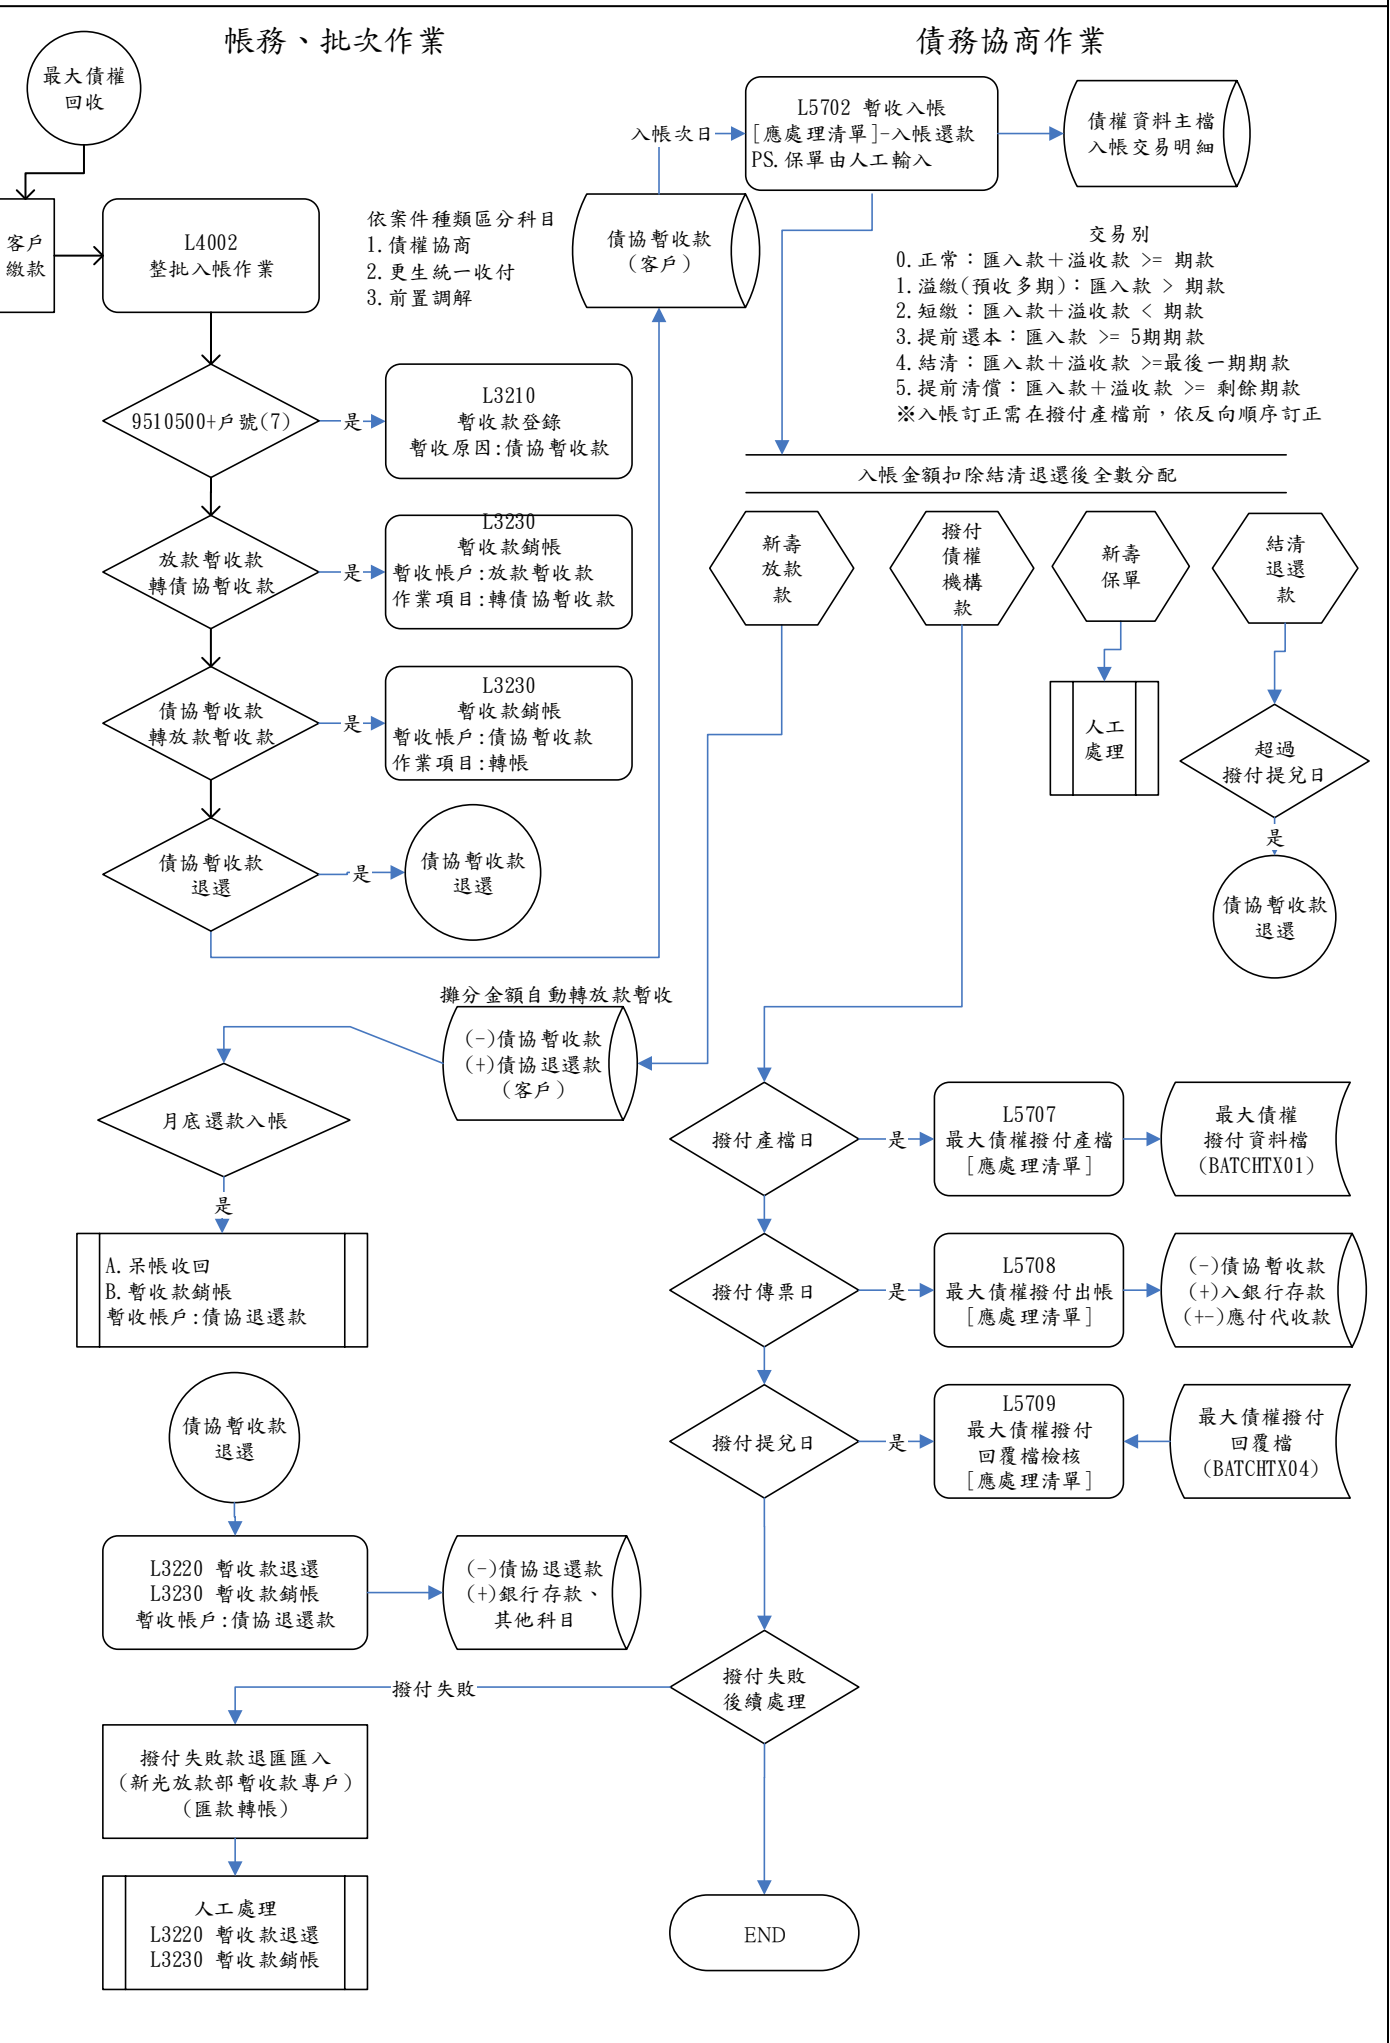 帳務、批次作業
債務協商作業
最大債權
回收
客戶
繳款
L4002
整批入帳作業
依案件種類區分科目
1.債權協商
2.更生統一收付
3.前置調解
債協暫收款
(客戶)
入帳次日
L5702 暫收入帳
[應處理清單]-入帳還款
PS.保單由人工輸入
債權資料主檔
入帳交易明細
交易別
0.正常：匯入款＋溢收款 >= 期款
1.溢繳(預收多期)：匯入款 > 期款
2.短繳：匯入款＋溢收款 < 期款
3.提前還本：匯入款 >= 5期期款
4.結清：匯入款＋溢收款 >=最後一期期款
5.提前清償：匯入款＋溢收款 >= 剩餘期款
※入帳訂正需在撥付產檔前，依反向順序訂正
9510500+戶號(7)
是
L3210
暫收款登錄
暫收原因:債協暫收款
放款暫收款
轉債協暫收款
是
L3230
暫收款銷帳
暫收帳戶:放款暫收款
作業項目:轉債協暫收款
債協暫收款
轉放款暫收款
是
L3230
暫收款銷帳
暫收帳戶:債協暫收款
作業項目:轉帳
債協暫收款
退還
是
債協暫收款
退還
入帳金額扣除結清退還後全數分配
新壽
放款
款
撥付
債權
機構
款
新壽
保單
結清
退還
款
人工
處理
超過
撥付提兌日
是
債協暫收款
退還
攤分金額自動轉放款暫收
(-)債協暫收款
(+)債協退還款
(客戶)
月底還款入帳
是
A.呆帳收回
B.暫收款銷帳
暫收帳戶:債協退還款
撥付產檔日
是
L5707
最大債權撥付產檔
[應處理清單]
最大債權
撥付資料檔
(BATCHTX01)
撥付傳票日
是
L5708
最大債權撥付出帳
[應處理清單]
(-)債協暫收款
(+)入銀行存款
(+-)應付代收款
撥付提兌日
是
L5709
最大債權撥付
回覆檔檢核
[應處理清單]
最大債權撥付
回覆檔
(BATCHTX04)
債協暫收款
退還
L3220 暫收款退還
L3230 暫收款銷帳
暫收帳戶:債協退還款
(-)債協退還款
(+)銀行存款、
其他科目
撥付失敗
後續處理
撥付失敗
撥付失敗款退匯匯入
(新光放款部暫收款專戶)
(匯款轉帳)
人工處理
L3220 暫收款退還
L3230 暫收款銷帳
END